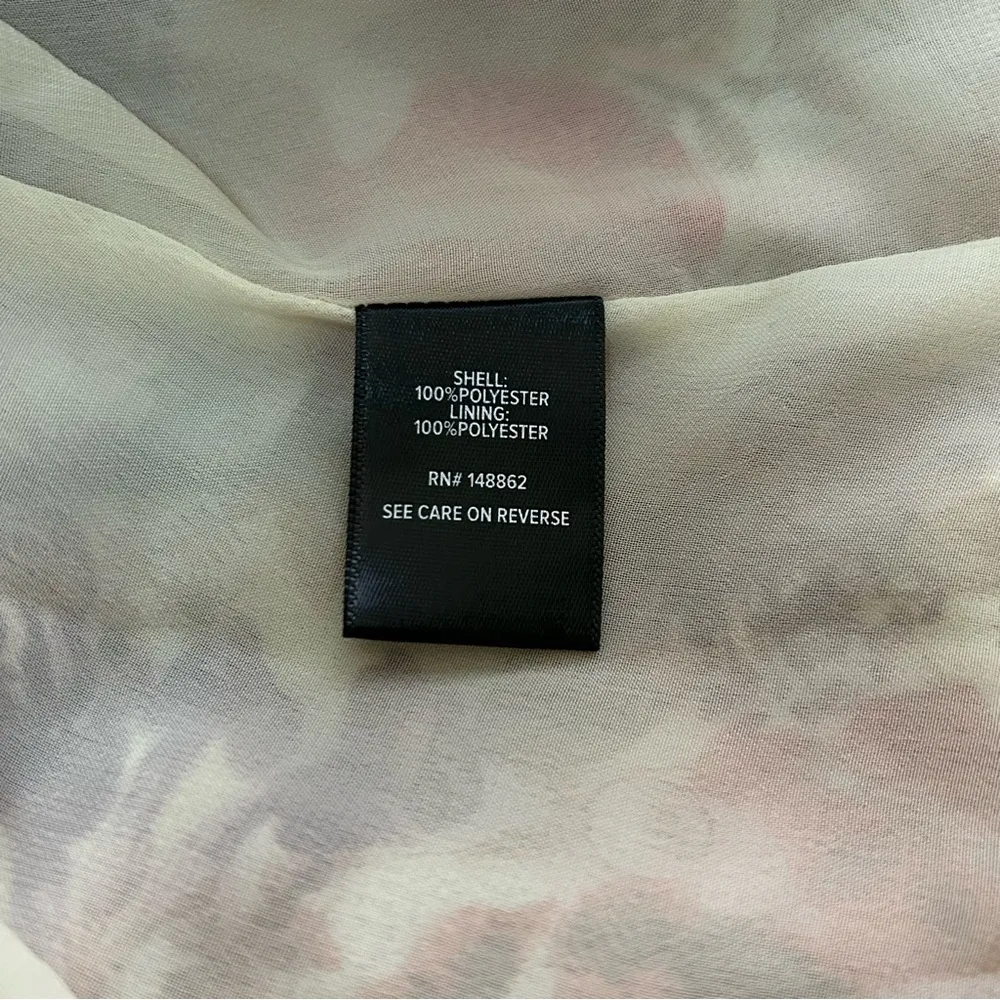 SHELL:
100%POLYESTER
LINING:
100%POLYESTER
RN# 148862
SEE CARE ON REVERSE